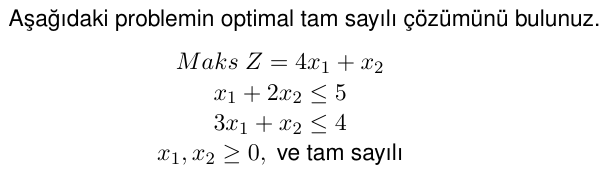 Aşağıdaki problemin optimal tam sayılı çözümünü bulunuz.
Maks Z = 4x₁ + x₂
x₁ + 2x₂ ≤ 5
3x₁ + x₂ ≤ 4
x₁, x₂ ≥ 0, ve tam sayılı